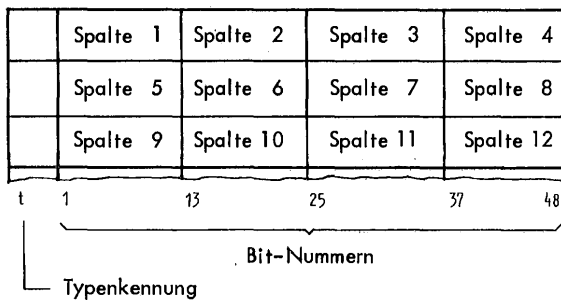 Spalte 1 Spalte 2 Spalte 3 Spalte 4
Spalte 5 Spalte 6 Spalte 7 Spalte 8
Spalte 9 Spalte 10 Spalte 11 Spalte 12
t 1 13 25 37 48
Bit-Nummern
Typenkennung